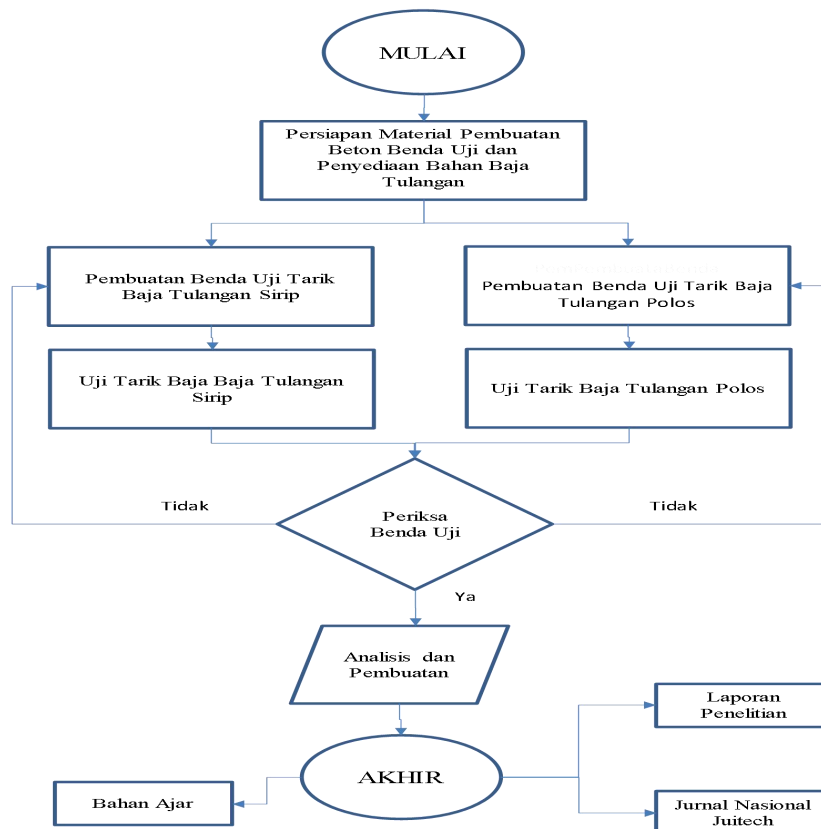 MULAI
Persiapan Material Pembuatan
Beton Benda Uji dan
Penyediaan Bahan Baja
Tulangan
Pembuatan Benda Uji Tarik
Baja Tulangan Sirip
Pembuatan Benda Uji Tarik Baja
Tulangan Polos
Uji Tarik Baja Baja Tulangan
Sirip
Uji Tarik Baja Tulangan Polos
Tidak
Periksa
Benda Uji
Tidak
Ya
Analisis dan
Pembuatan
Laporan
Penelitian
AKHIR
Bahan Ajar
Jurnal Nasional
Juitech